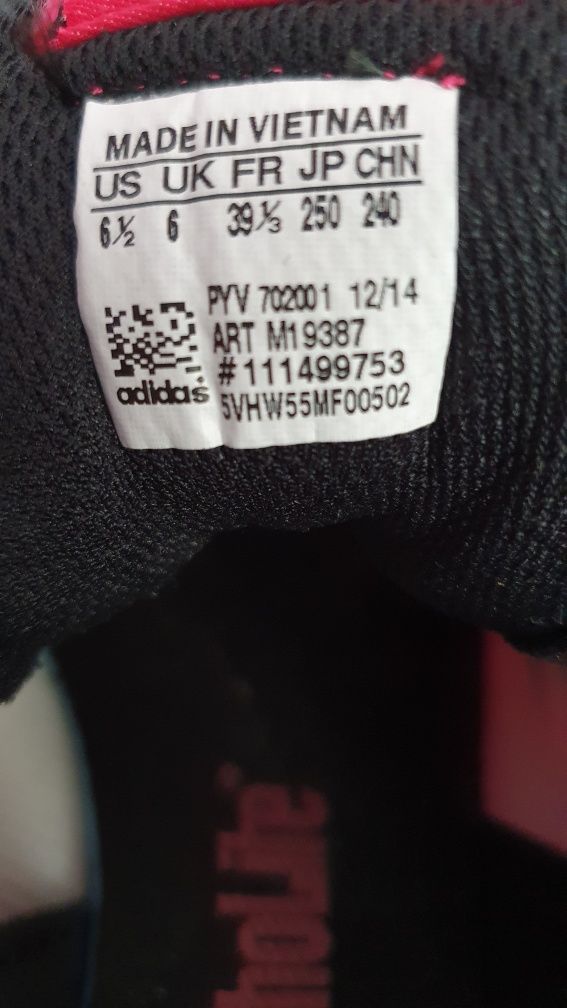 MADE IN VIETNAM
US UK FR JP CHN
6½ 6 39⅓ 250 240
PYV 702001 12/14
ART M19387
#111499753
adidas 5VHW55MF00502